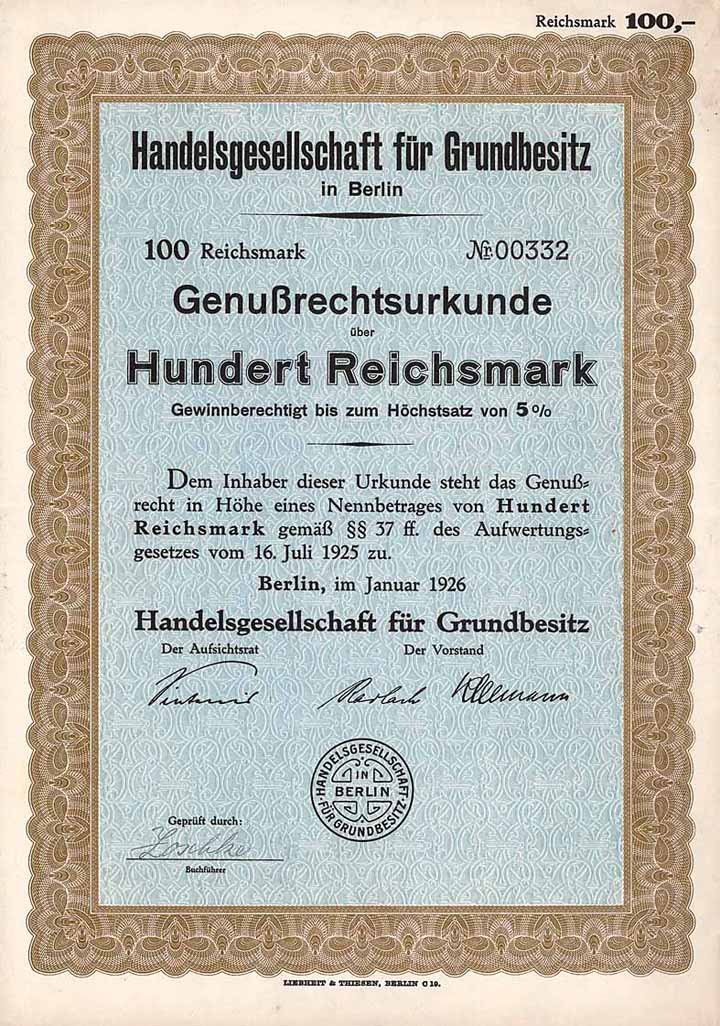 Reichsmark 100,–
Handelsgesellschaft für Grundbesitz
in Berlin
100 Reichsmark № 00332
Genußrechtsurkunde
über
Hundert Reichsmark
Gewinnberechtigt bis zum Höchstsatz von 5%
Dem Inhaber dieser Urkunde steht das Genuß-
recht in Höhe eines Nennbetrages von Hundert
Reichsmark gemäß §§ 37 ff. des Aufwertungs-
gesetzes vom 16. Juli 1925 zu.
Berlin, im Januar 1926
Handelsgesellschaft für Grundbesitz
Der Aufsichtsrat Der Vorstand
HANDELSGESELLSCHAFT
IN
BERLIN
FÜR GRUNDBESITZ
Geprüft durch:
Buchführer
LIEBHEIT & THIESEN, BERLIN C 19.